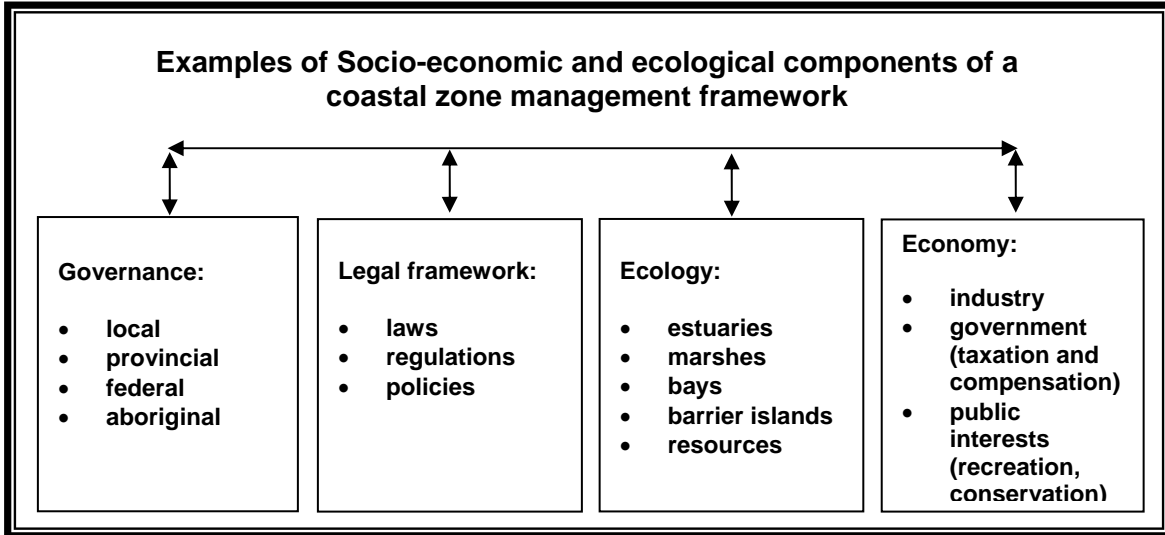 Examples of Socio-economic and ecological components of a
coastal zone management framework
Governance:
• local
• provincial
• federal
• aboriginal
Legal framework:
• laws
• regulations
• policies
Ecology:
• estuaries
• marshes
• bays
• barrier islands
• resources
Economy:
• industry
• government
(taxation and
compensation)
• public
interests
(recreation,
conservation)